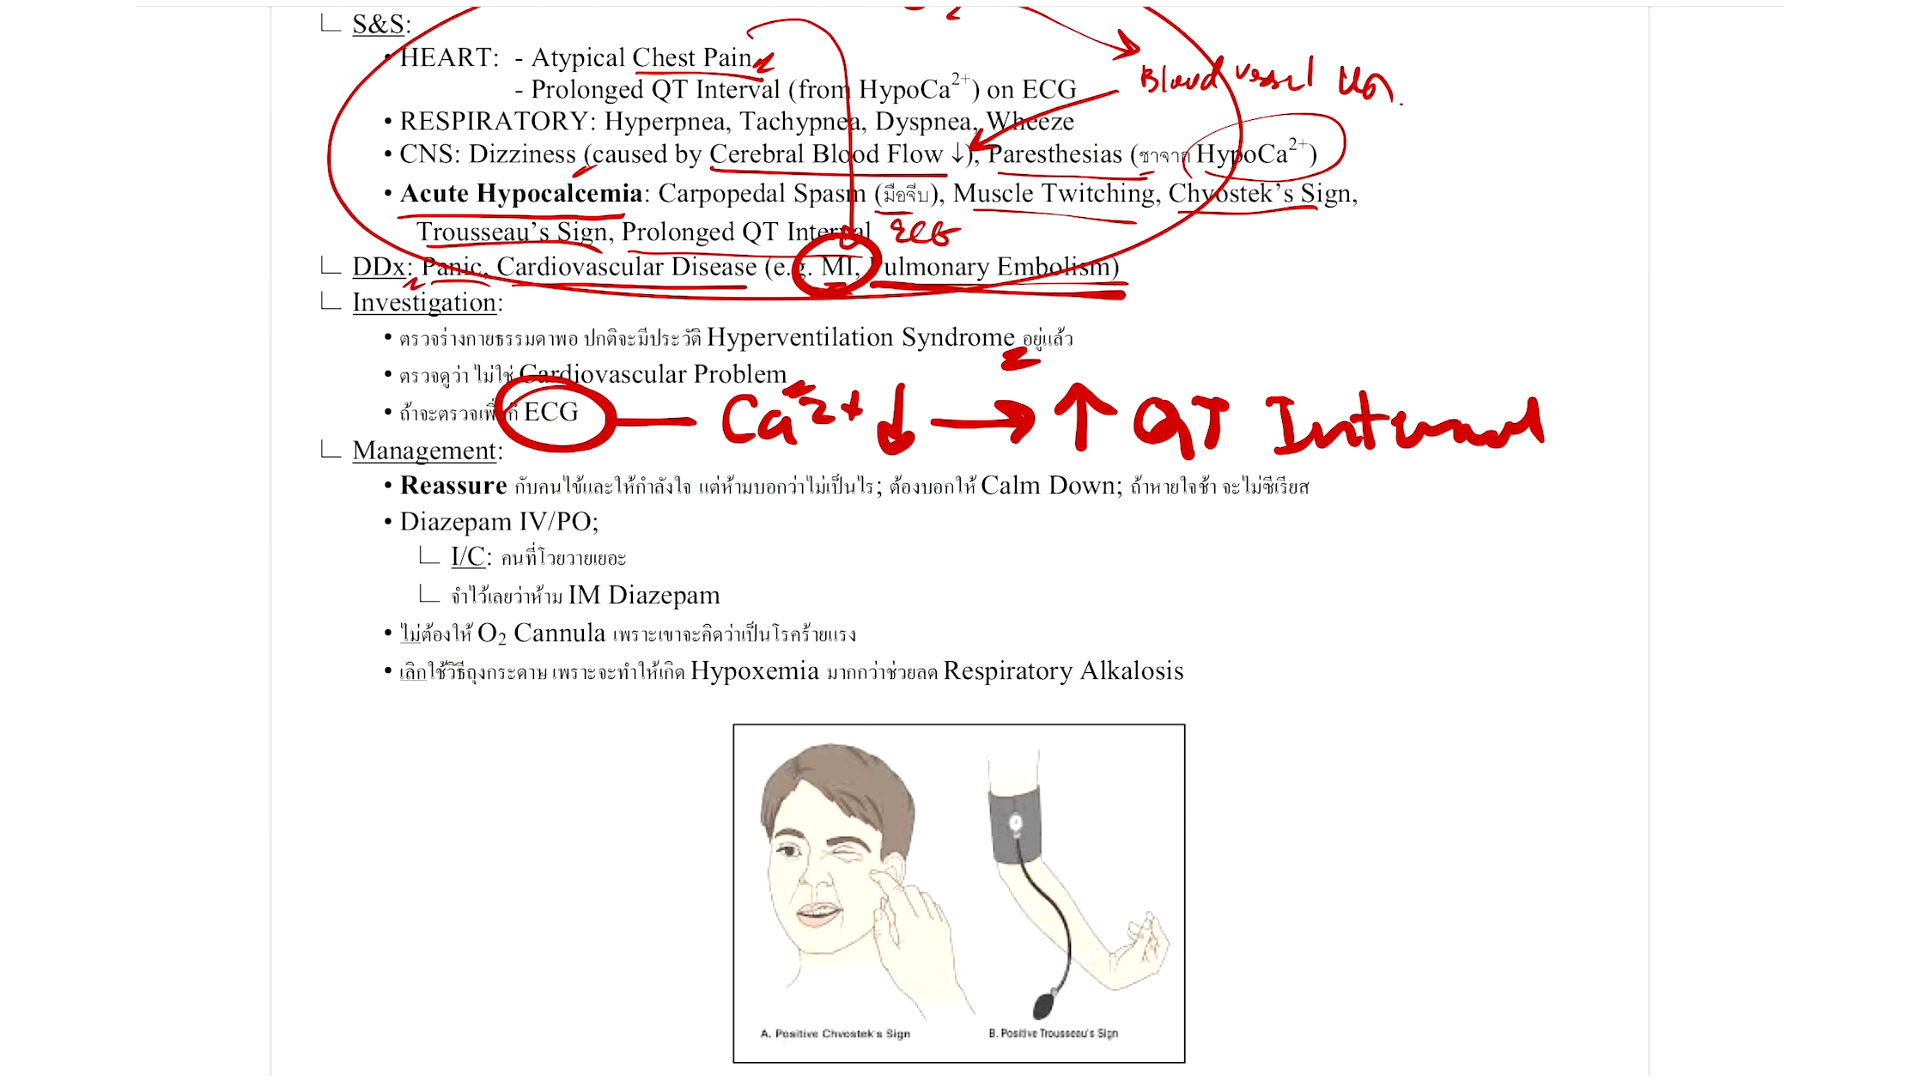 S&S:
• HEART: - Atypical Chest Pain
- Prolonged QT Interval (from HypoCa²⁺) on ECG
Blood vessel
• RESPIRATORY: Hyperpnea, Tachypnea, Dyspnea, Wheeze
• CNS: Dizziness (caused by Cerebral Blood Flow ↓), Paresthesias (ชาจาก HypoCa²⁺)
• Acute Hypocalcemia: Carpopedal Spasm (มือจีบ), Muscle Twitching, Chvostek's Sign,
Trousseau's Sign, Prolonged QT Interval ECG
DDx: Panic, Cardiovascular Disease (e.g. MI, Pulmonary Embolism)
Investigation:
• ตรวจร่างกายธรรมดาพอ ปกติจะมีประวัติ Hyperventilation Syndrome อยู่แล้ว
• ตรวจดูว่า ไม่ใช่ Cardiovascular Problem
• ถ้าจะตรวจเพิ่มก็ ECG — Ca²⁺ ↓ → ↑ QT Interval
Management:
• Reassure กับคนไข้และให้กำลังใจ แต่ห้ามบอกว่าไม่เป็นไร; ต้องบอกให้ Calm Down; ถ้าหายใจช้า จะไม่ซีเรียส
• Diazepam IV/PO;
I/C: คนที่โวยวายเยอะ
จำไว้เลยว่าห้าม IM Diazepam
• ไม่ต้องให้ O₂ Cannula เพราะเขาจะคิดว่าเป็นโรคร้ายแรง
• เลิกใช้วิธีถุงกระดาษ เพราะจะทำให้เกิด Hypoxemia มากกว่าช่วยลด Respiratory Alkalosis
A. Positive Chvostek's Sign
B. Positive Trousseau's Sign